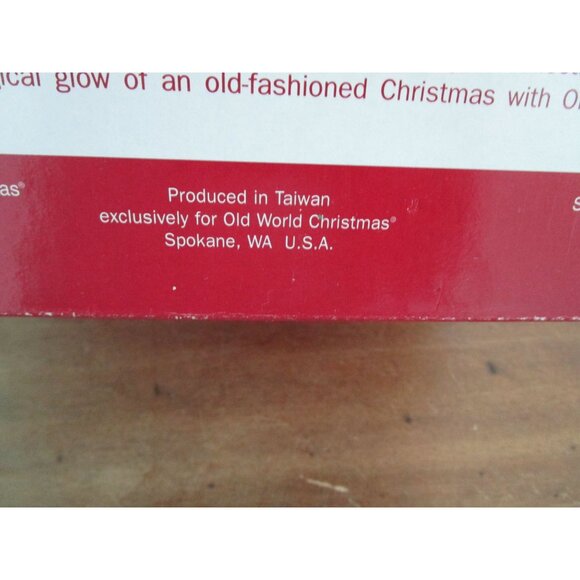 glow of an old-fashioned Christmas with
Produced in Taiwan
exclusively for Old World Christmas®
Spokane, WA U.S.A.